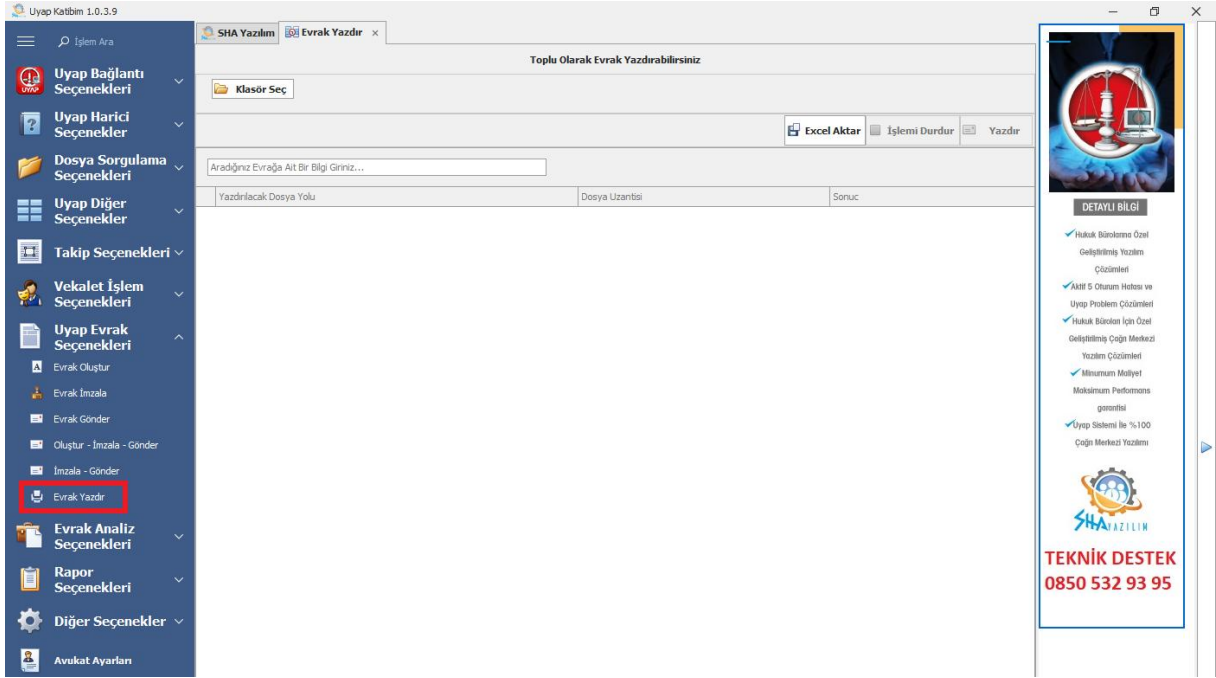 Uyap Katibim 1.0.3.9
İşlem Ara
Uyap Bağlantı
Seçenekleri
Uyap Harici
Seçenekler
Dosya Sorgulama
Seçenekleri
Uyap Diğer
Seçenekler
Takip Seçenekleri
Vekalet İşlem
Seçenekleri
Uyap Evrak
Seçenekleri
Evrak Oluştur
Evrak İmzala
Evrak Gönder
Oluştur - İmzala - Gönder
İmzala - Gönder
Evrak Yazdır
Evrak Analiz
Seçenekleri
Rapor
Seçenekleri
Diğer Seçenekler
Avukat Ayarları
SHA Yazılım
Evrak Yazdır ×
Toplu Olarak Evrak Yazdırabilirsiniz
Klasör Seç
Excel Aktar
İşlemi Durdur
Yazdır
Aradığınız Evrağa Ait Bir Bilgi Giriniz...
Yazdırılacak Dosya Yolu
Dosya Uzantisi
Sonuc
DETAYLI BİLGİ
Hukuk Bürolarına Özel
Geliştirilmiş Yazılım
Çözümleri
Aktif 5 Oturum Hatası ve
Uyap Problem Çözümleri
Hukuk Büroları İçin Özel
Geliştirilmiş Çağrı Merkezi
Yazılım Çözümleri
Minumum Maliyet
Maksimum Performans
garantisi
Uyap Sistemi İle %100
Çağrı Merkezi Yazılımı
SHA YAZILIM
TEKNİK DESTEK
0850 532 93 95